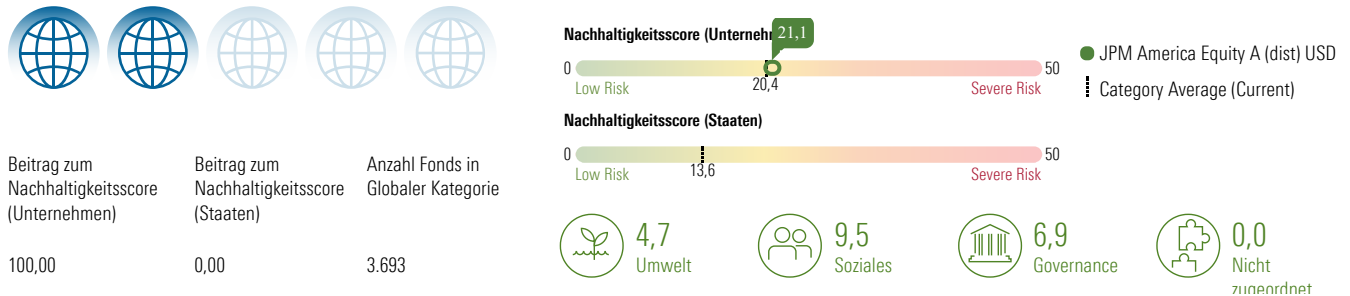 Beitrag zum
Nachhaltigkeitsscore
(Unternehmen)
100,00
Beitrag zum
Nachhaltigkeitsscore
(Staaten)
0,00
Anzahl Fonds in
Globaler Kategorie
3.693
Nachhaltigkeitsscore (Unternehm
21,1
0
50
Low Risk
20,4
Severe Risk
Nachhaltigkeitsscore (Staaten)
0
50
Low Risk
13,6
Severe Risk
JPM America Equity A (dist) USD
Category Average (Current)
4,7
Umwelt
9,5
Soziales
6,9
Governance
0,0
Nicht
zugeordnet